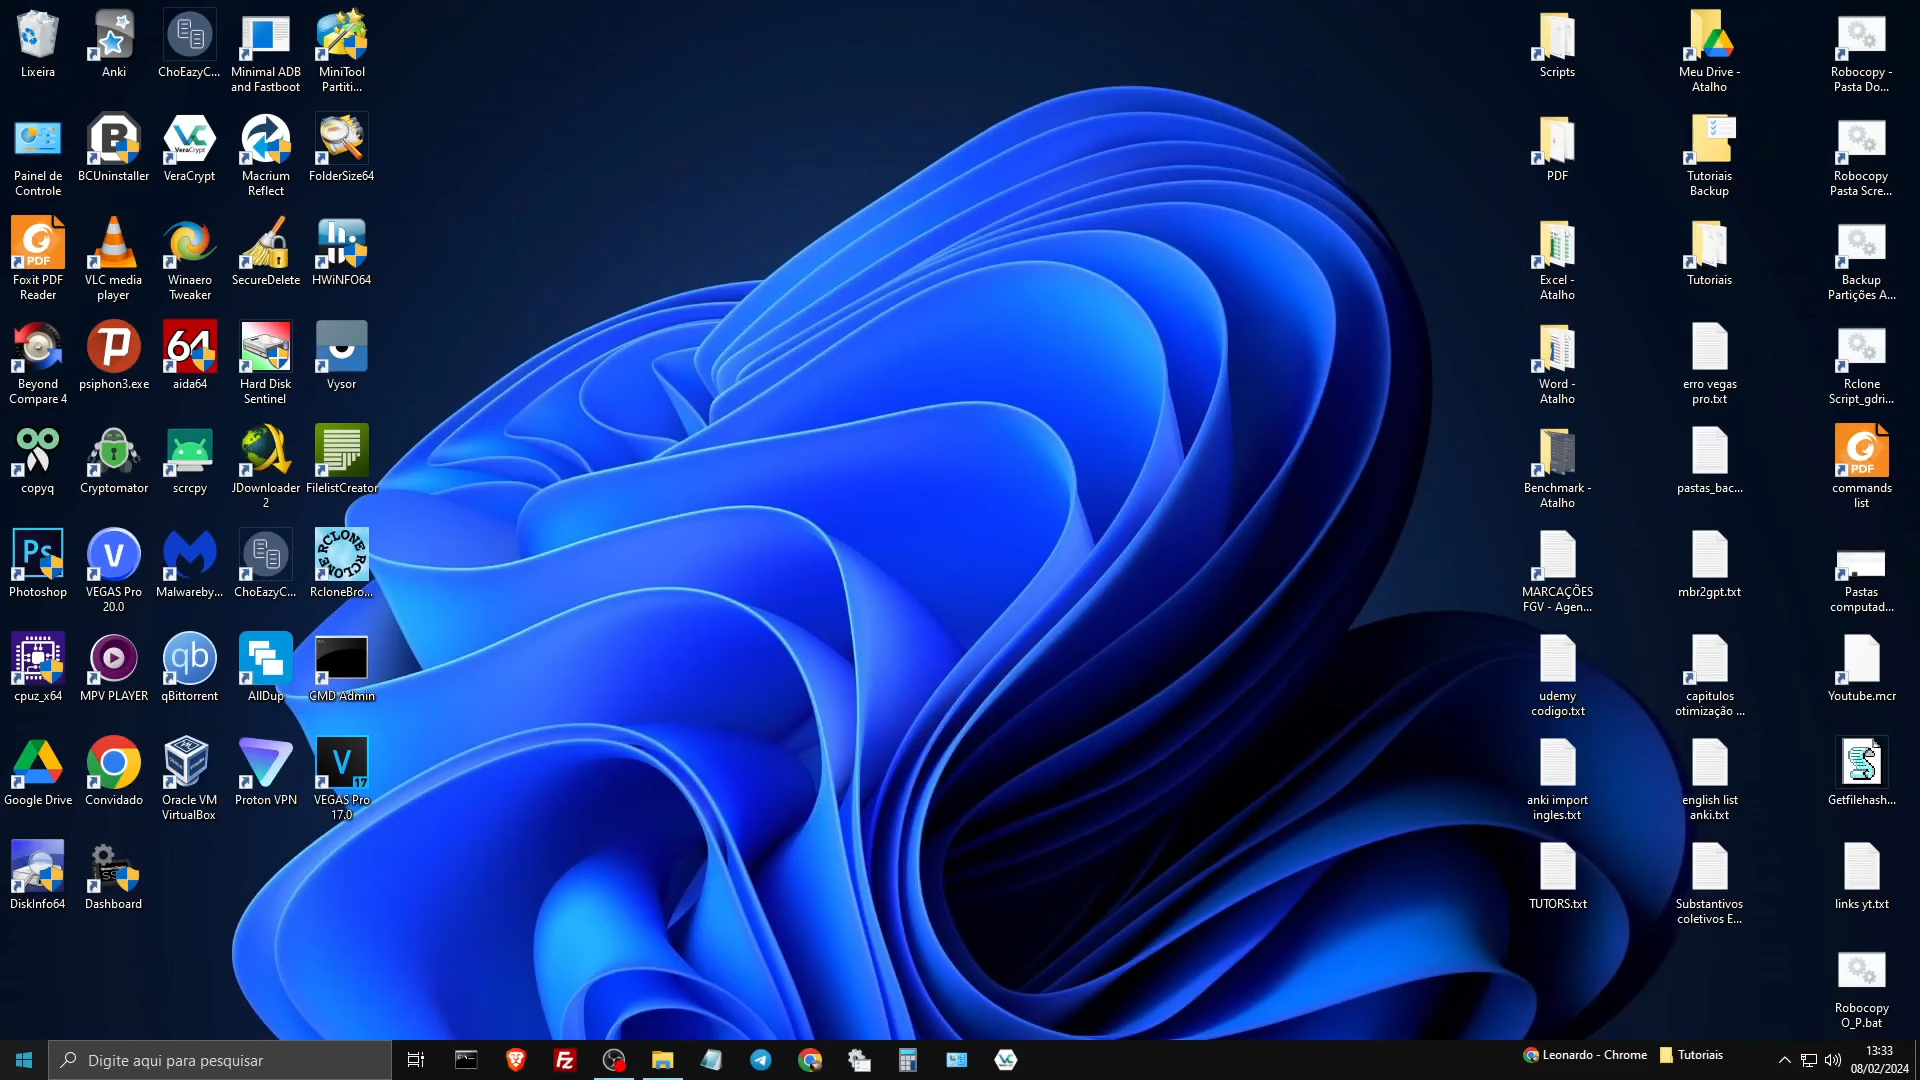 Lixeira
Anki
ChoEazyC...
Minimal ADB
and Fastboot
MiniTool
Partiti...
Painel de
Controle
BCUninstaller
VeraCrypt
Macrium
Reflect
FolderSize64
Foxit PDF
Reader
VLC media
player
Winaero
Tweaker
SecureDelete
HWiNFO64
Beyond
Compare 4
psiphon3.exe
aida64
Hard Disk
Sentinel
Vysor
copyq
Cryptomator
scrcpy
JDownloader
2
FilelistCreator
Photoshop
VEGAS Pro
20.0
Malwareby...
ChoEazyC...
RcloneBro...
cpuz_x64
MPV PLAYER
qBittorrent
AllDup
CMD Admin
Google Drive
Convidado
Oracle VM
VirtualBox
Proton VPN
VEGAS Pro
17.0
DiskInfo64
Dashboard
Scripts
Meu Drive -
Atalho
Robocopy -
Pasta Do...
PDF
Tutoriais
Backup
Robocopy
Pasta Scre...
Excel -
Atalho
Tutoriais
Backup
Partições A...
Word -
Atalho
erro vegas
pro.txt
Rclone
Script_gdri...
Benchmark -
Atalho
pastas_bac...
commands
list
MARCAÇÕES
FGV - Agen...
mbr2gpt.txt
Pastas
computad...
udemy
codigo.txt
capitulos
otimização ...
Youtube.mcr
anki import
ingles.txt
english list
anki.txt
Getfilehash...
TUTORS.txt
Substantivos
coletivos E...
links yt.txt
Robocopy
O_P.bat
Digite aqui para pesquisar
Leonardo - Chrome
Tutoriais
13:33
08/02/2024